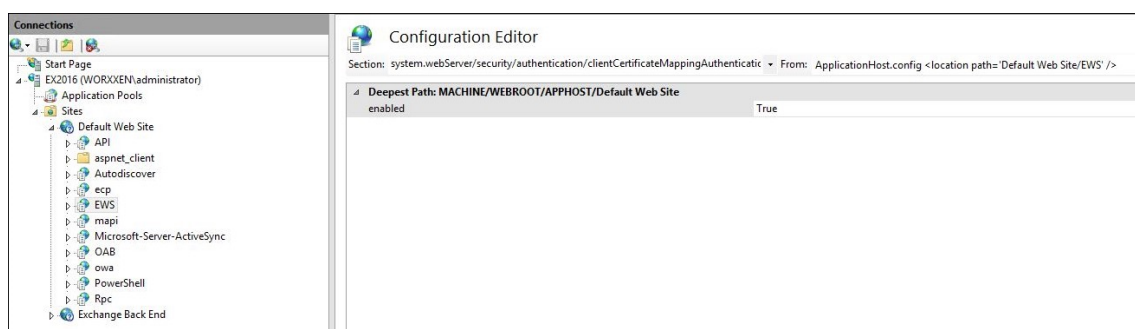 Connections
Start Page
EX2016 (WORXXEN\administrator)
Application Pools
Sites
Default Web Site
API
aspnet_client
Autodiscover
ecp
EWS
mapi
Microsoft-Server-ActiveSync
OAB
owa
PowerShell
Rpc
Exchange Back End
Configuration Editor
Section: system.webServer/security/authentication/clientCertificateMappingAuthenticatic From: ApplicationHost.config <location path='Default Web Site/EWS' />
Deepest Path: MACHINE/WEBROOT/APPHOST/Default Web Site
enabled True